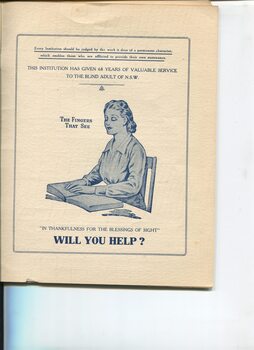 Every Institution should be judged by the work it does of a permanent character,
which enables those who are afflicted to provide their own sustenance.
THIS INSTITUTION HAS GIVEN 68 YEARS OF VALUABLE SERVICE
TO THE BLIND ADULT OF N.S.W.
THE FINGERS
THAT SEE
"IN THANKFULNESS FOR THE BLESSINGS OF SIGHT"
WILL YOU HELP?